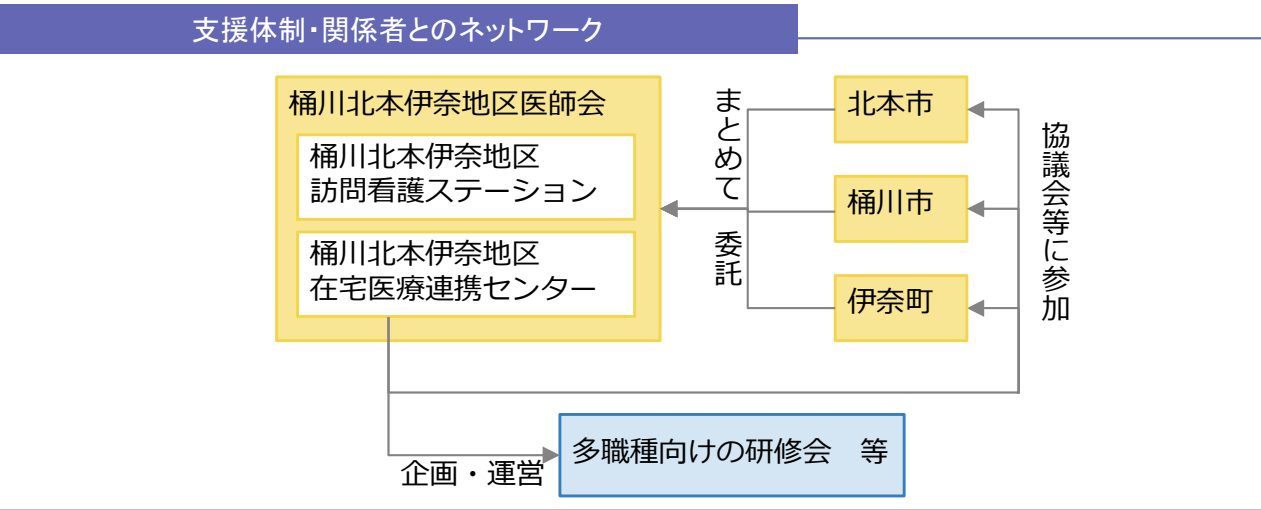 支援体制・関係者とのネットワーク
桶川北本伊奈地区医師会
桶川北本伊奈地区
訪問看護ステーション
桶川北本伊奈地区
在宅医療連携センター
まとめて　委託
北本市
桶川市
伊奈町
協議会等に参加
企画・運営
多職種向けの研修会　等